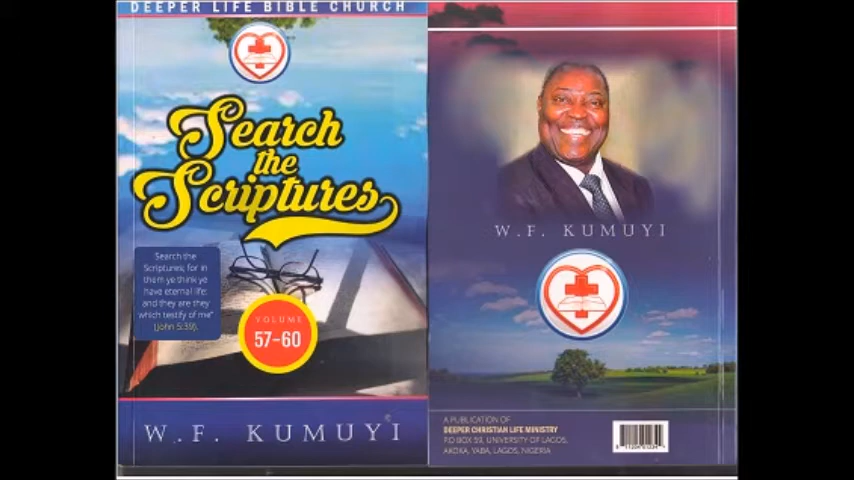 DEEPER LIFE BIBLE CHURCH
Search
the
Scriptures
Search the
Scriptures; for in
them ye think ye
have eternal life:
and they are they
which testify of me"
(John 5:39).
VOLUME
57-60
W. F. KUMUYI
W. F. KUMUYI
A PUBLICATION OF
DEEPER CHRISTIAN LIFE MINISTRY
P.O BOX 59, UNIVERSITY OF LAGOS,
AKOKA, YABA, LAGOS, NIGERIA